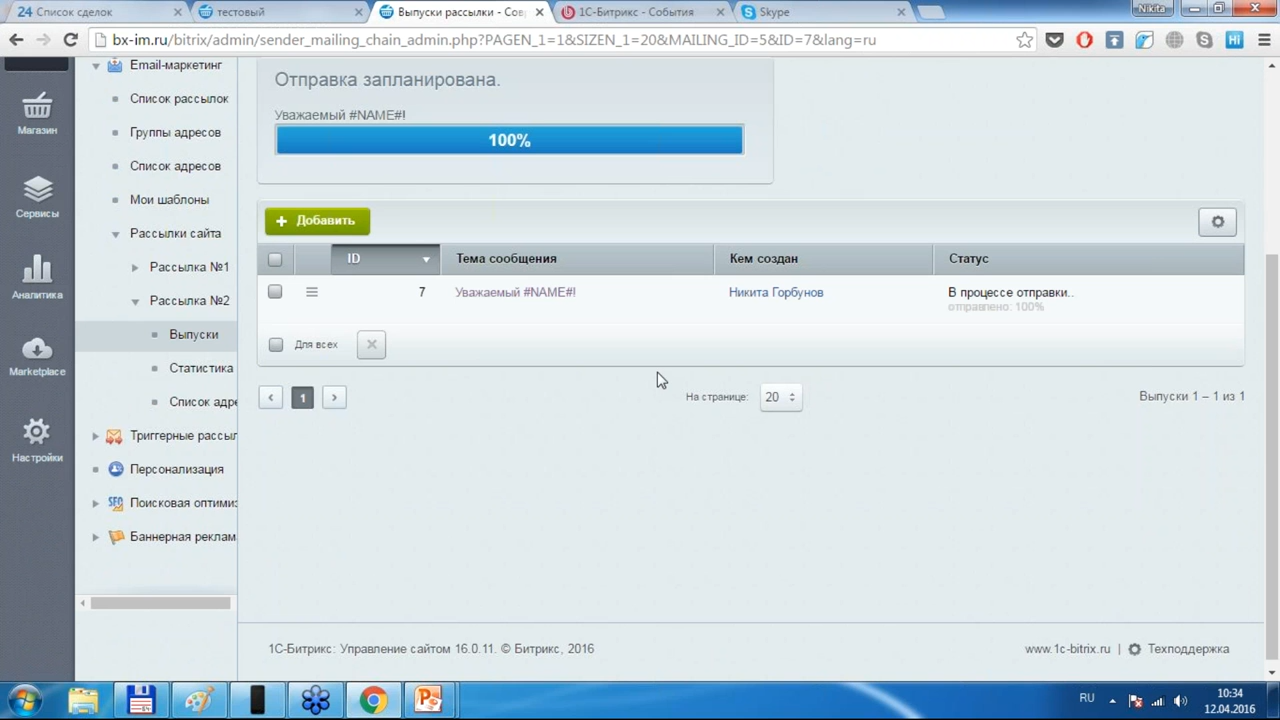 24 Список сделок
тестовый
Выпуски рассылки - Сов
1С-Битрикс - События
Skype
Nikita
bx-im.ru/bitrix/admin/sender_mailing_chain_admin.php?PAGEN_1=1&SIZEN_1=20&MAILING_ID=5&ID=7&lang=ru
Hi
Магазин
Сервисы
Аналитика
Marketplace
Настройки
Email-маркетинг
Список рассылок
Группы адресов
Список адресов
Мои шаблоны
Рассылки сайта
Рассылка №1
Рассылка №2
Выпуски
Статистика
Список адре
Триггерные рассыл
Персонализация
SEO Поисковая оптимиз
Баннерная реклам
Отправка запланирована.
Уважаемый #NAME#!
100%
+ Добавить
ID Тема сообщения Кем создан Статус
7 Уважаемый #NAME#! Никита Горбунов В процессе отправки..
отправлено: 100%
Для всех
1
На странице: 20
Выпуски 1 – 1 из 1
1С-Битрикс: Управление сайтом 16.0.11. © Битрикс, 2016
www.1c-bitrix.ru | Техподдержка
RU
10:34
12.04.2016